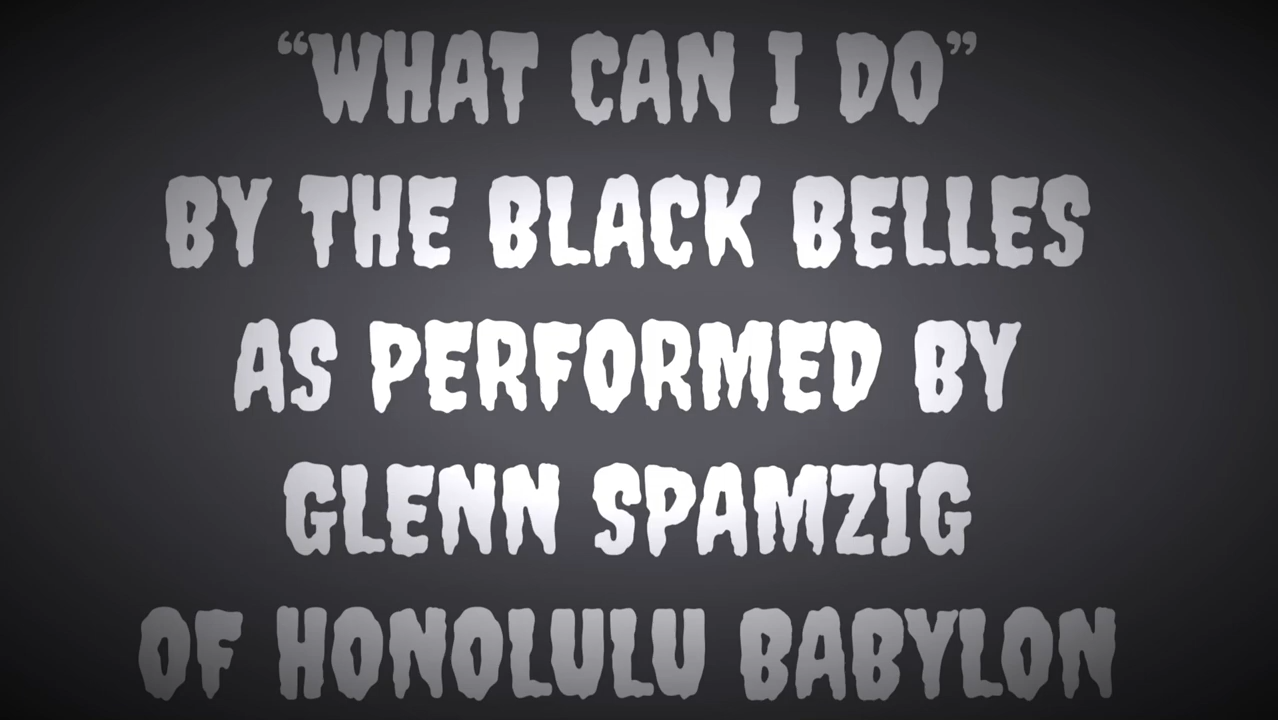 “WHAT CAN I DO”
BY THE BLACK BELLES
AS PERFORMED BY
GLENN SPAMZIG
OF HONOLULU BABYLON